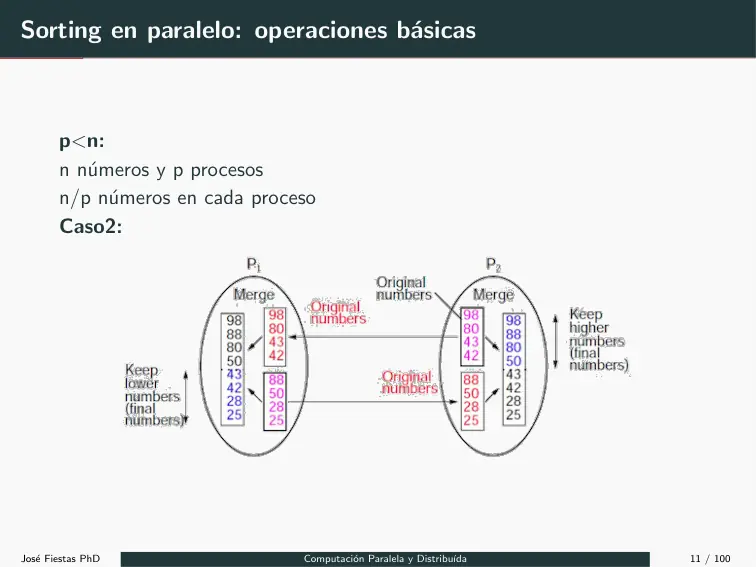 Sorting en paralelo: operaciones básicas
p<n:
n números y p procesos
n/p números en cada proceso
Caso2:
P1
Merge
98
88
80
50
43
42
28
25
98
80
43
42
88
50
28
25
Keep
lower
numbers
(final
numbers)
Original
numbers
Original
numbers
Original
numbers
P2
Merge
98
80
43
42
88
50
28
25
98
88
80
50
43
42
28
25
Keep
higher
numbers
(final
numbers)
José Fiestas PhD
Computación Paralela y Distribuída
11 / 100